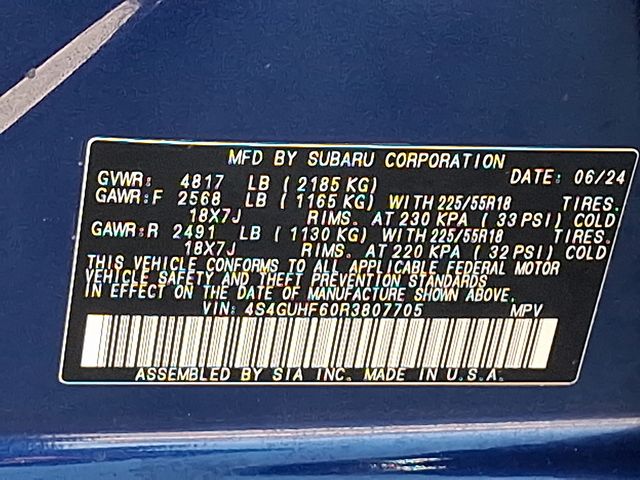 MFD BY SUBARU CORPORATION DATE: 06/24
GVWR: 4817 LB ( 2185 KG)
GAWR:F 2568 LB ( 1165 KG) WITH 225/55R18 TIRES.
18X7J RIMS. AT 230 KPA ( 33 PSI) COLD
GAWR:R 2491 LB ( 1130 KG) WITH 225/55R18 TIRES.
18X7J RIMS. AT 220 KPA ( 32 PSI) COLD
THIS VEHICLE CONFORMS TO ALL APPLICABLE FEDERAL MOTOR
VEHICLE SAFETY AND THEFT PREVENTION STANDARDS
IN EFFECT ON THE DATE OF MANUFACTURE SHOWN ABOVE.
VIN: 4S4GUHF60R3807705 MPV
ASSEMBLED BY SIA INC. MADE IN U.S.A.